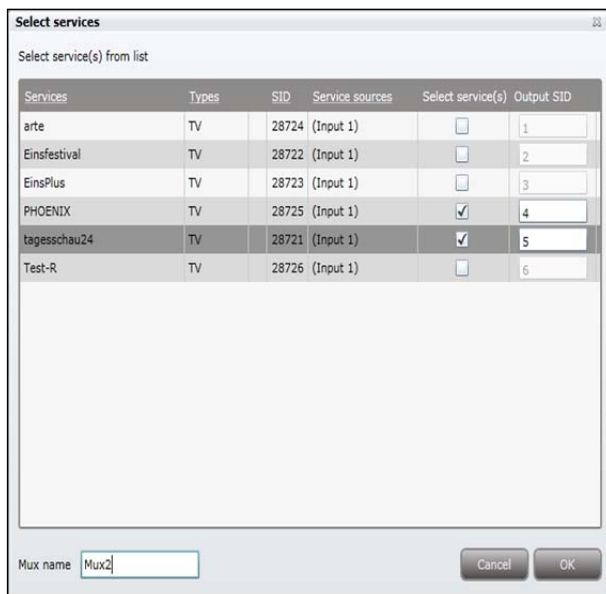 Select services
Select service(s) from list
Services Types SID Service sources Select service(s) Output SID
arte TV 28724 (Input 1) 1
Einsfestival TV 28722 (Input 1) 2
EinsPlus TV 28723 (Input 1) 3
PHOENIX TV 28725 (Input 1) 4
tagesschau24 TV 28721 (Input 1) 5
Test-R TV 28726 (Input 1) 6
Mux name Mux2 Cancel OK